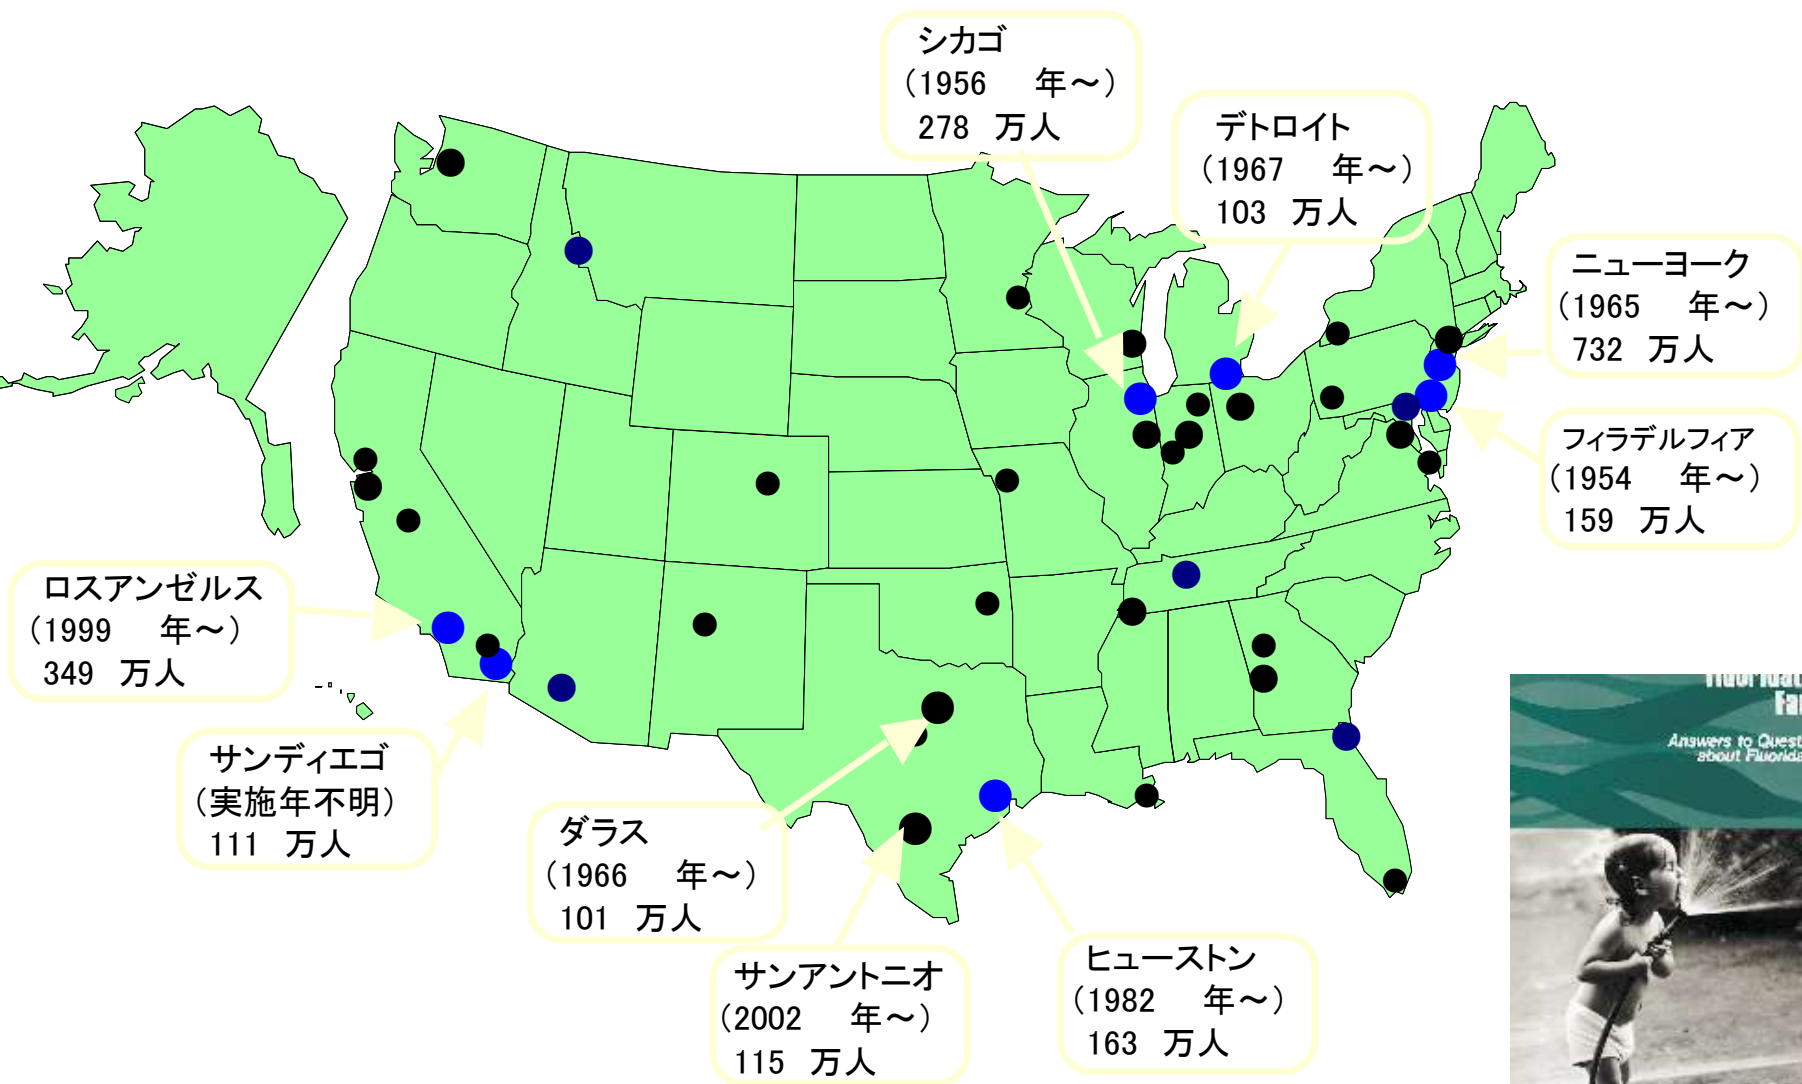 シカゴ
（1956 年～）
278 万人
デトロイト
（1967 年～）
103 万人
ニューヨーク
（1965 年～）
732 万人
フィラデルフィア
（1954 年～）
159 万人
ロスアンゼルス
（1999 年～）
349 万人
サンディエゴ
（実施年不明）
111 万人
ダラス
（1966 年～）
101 万人
サンアントニオ
（2002 年～）
115 万人
ヒューストン
（1982 年～）
163 万人
Answers to Quest
about Fluorida